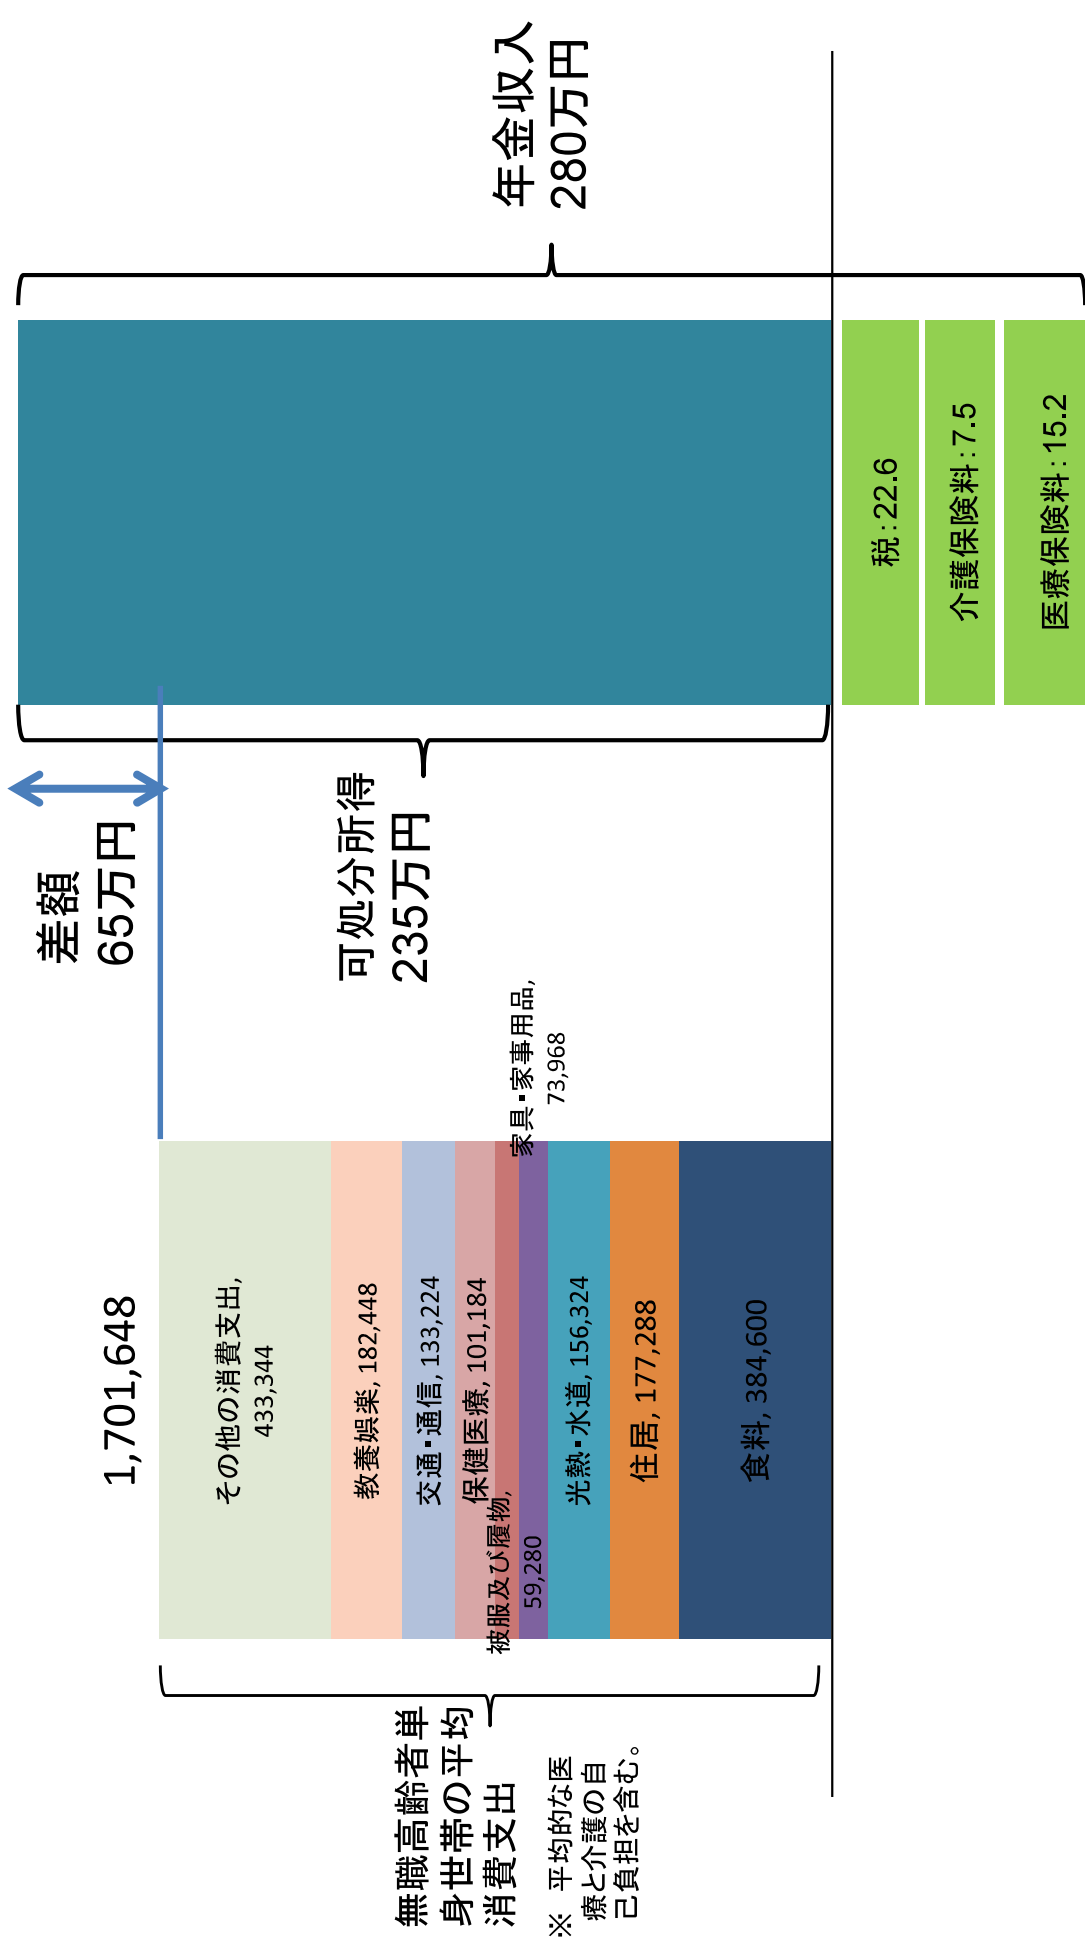 無職高齢者単
身世帯の平均
消費支出
※ 平均的な医
療と介護の自
己負担を含む。
1,701,648
その他の消費支出,
433,344
教養娯楽, 182,448
交通・通信, 133,224
保健医療, 101,184
被服及び履物,
59,280
家具・家事用品,
73,968
光熱・水道, 156,324
住居, 177,288
食料, 384,600
差額
65万円
可処分所得
235万円
年金収入
280万円
税:22.6
介護保険料:7.5
医療保険料:15.2